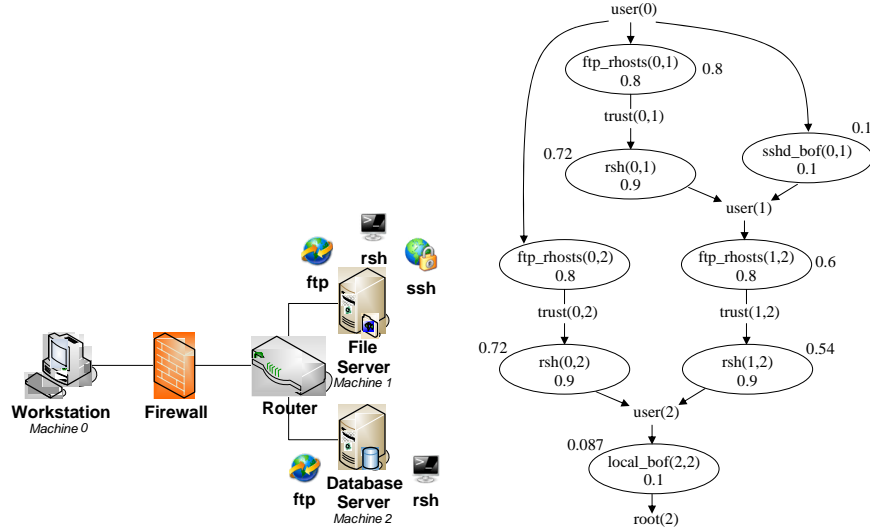 rsh
ftp
ssh
File
Server
Machine 1
Workstation
Machine 0
Firewall
Router
ftp
Database
Server
Machine 2
rsh
user(0)
ftp_rhosts(0,1)
0.8
0.8
trust(0,1)
0.72
rsh(0,1)
0.9
0.1
sshd_bof(0,1)
0.1
user(1)
ftp_rhosts(0,2)
0.8
ftp_rhosts(1,2)
0.8
0.6
trust(0,2)
trust(1,2)
0.72
rsh(0,2)
0.9
0.54
rsh(1,2)
0.9
user(2)
0.087
local_bof(2,2)
0.1
root(2)